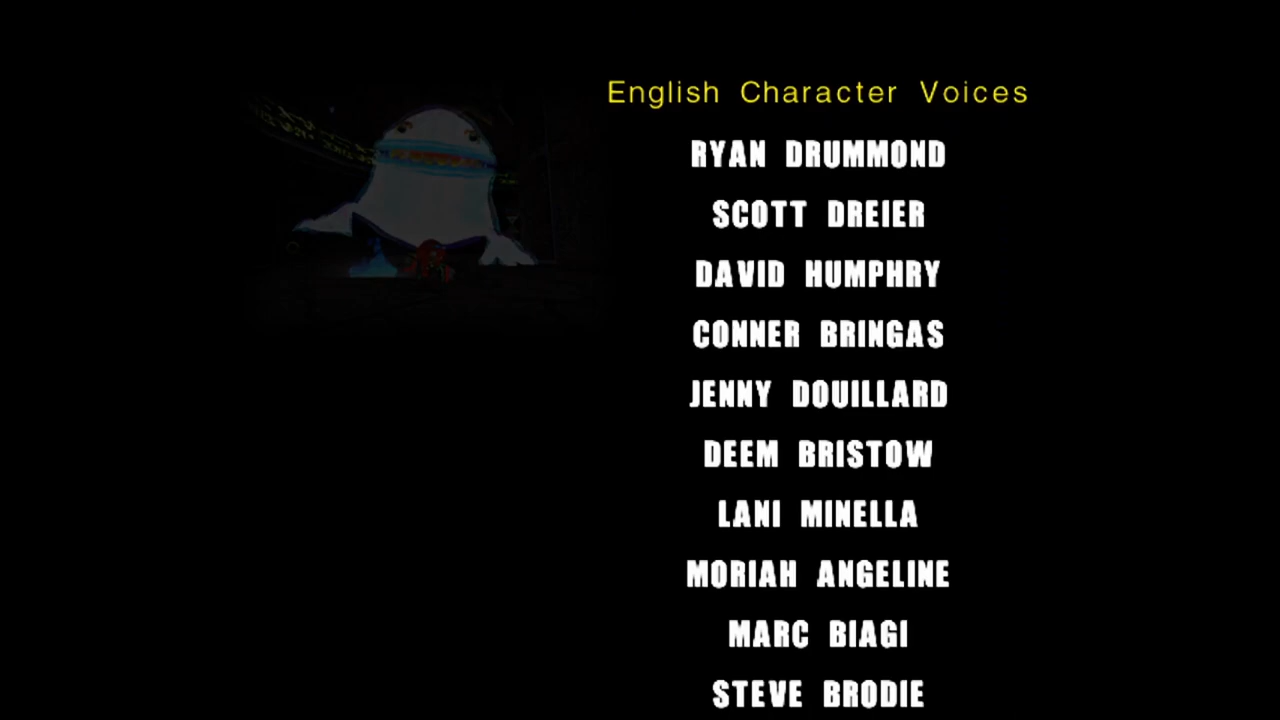 English Character Voices
RYAN DRUMMOND
SCOTT DREIER
DAVID HUMPHRY
CONNER BRINGAS
JENNY DOUILLARD
DEEM BRISTOW
LANI MINELLA
MORIAH ANGELINE
MARC BIAGI
STEVE BRODIE